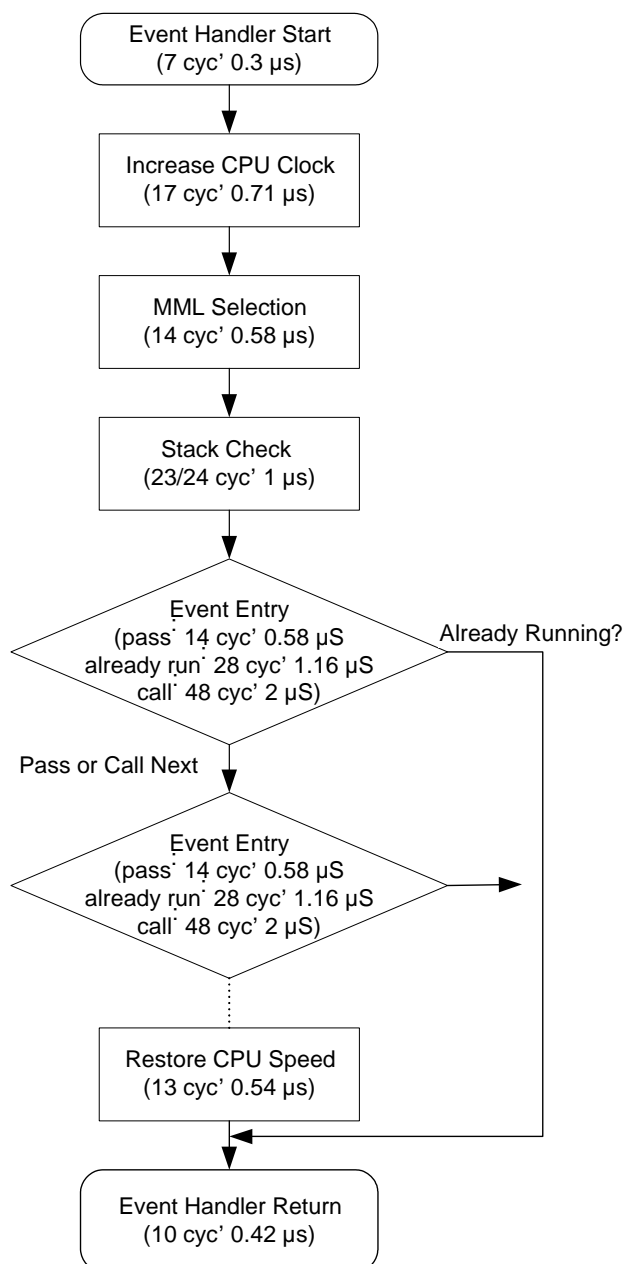 Event Handler Start
(7 cyc’ 0.3 µs)
Increase CPU Clock
(17 cyc’ 0.71 µs)
MML Selection
(14 cyc’ 0.58 µs)
Stack Check
(23/24 cyc’ 1 µs)
Event Entry
(pass: 14 cyc’ 0.58 µS
already run: 28 cyc’ 1.16 µS
call: 48 cyc’ 2 µS)
Already Running?
Pass or Call Next
Event Entry
(pass: 14 cyc’ 0.58 µS
already run: 28 cyc’ 1.16 µS
call: 48 cyc’ 2 µS)
Restore CPU Speed
(13 cyc’ 0.54 µs)
Event Handler Return
(10 cyc’ 0.42 µs)